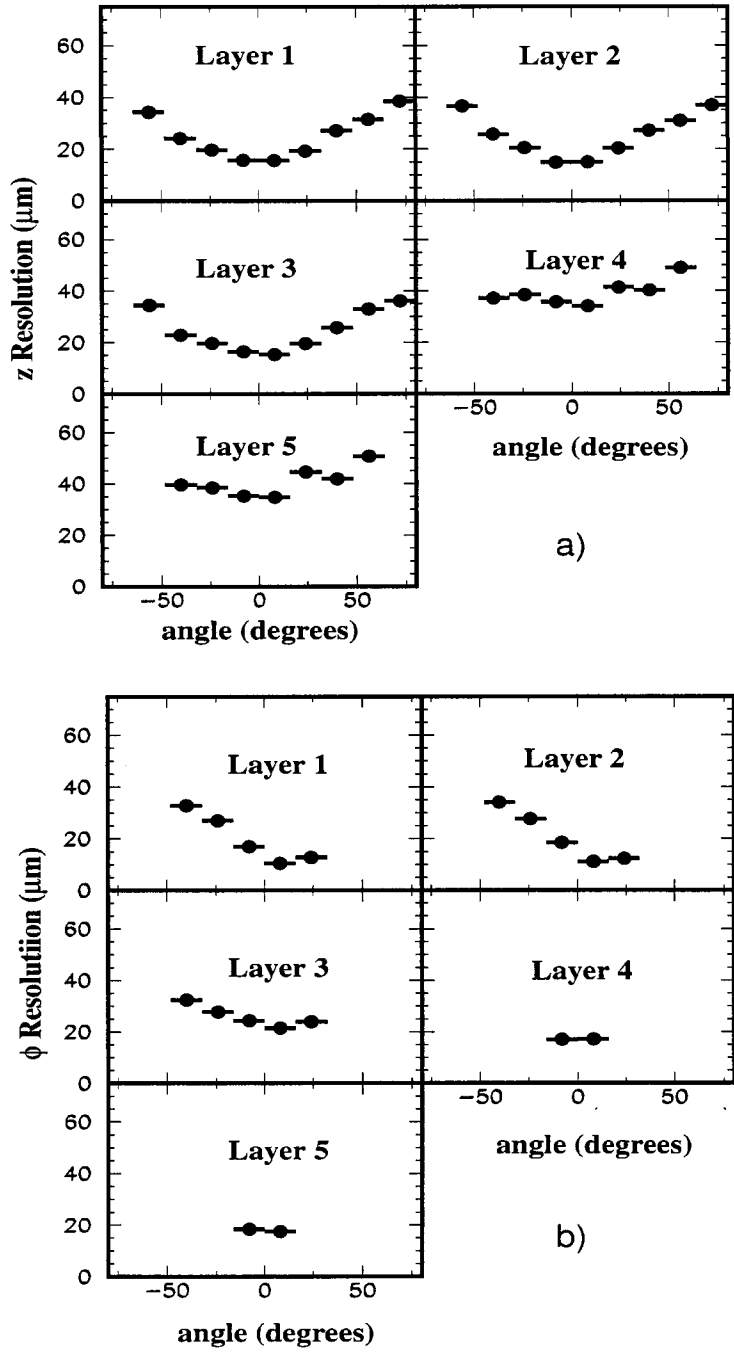 Layer 1
Layer 2
60
40
20
0
z Resolution (μm)
Layer 3
Layer 4
60
40
20
0
−50 0 50
angle (degrees)
Layer 5
60
40
20
0
−50 0 50
angle (degrees)
a)
Layer 1
Layer 2
60
40
20
0
ϕ Resolutiion (μm)
Layer 3
Layer 4
60
40
20
0
−50 0 50
angle (degrees)
Layer 5
60
40
20
0
−50 0 50
angle (degrees)
b)